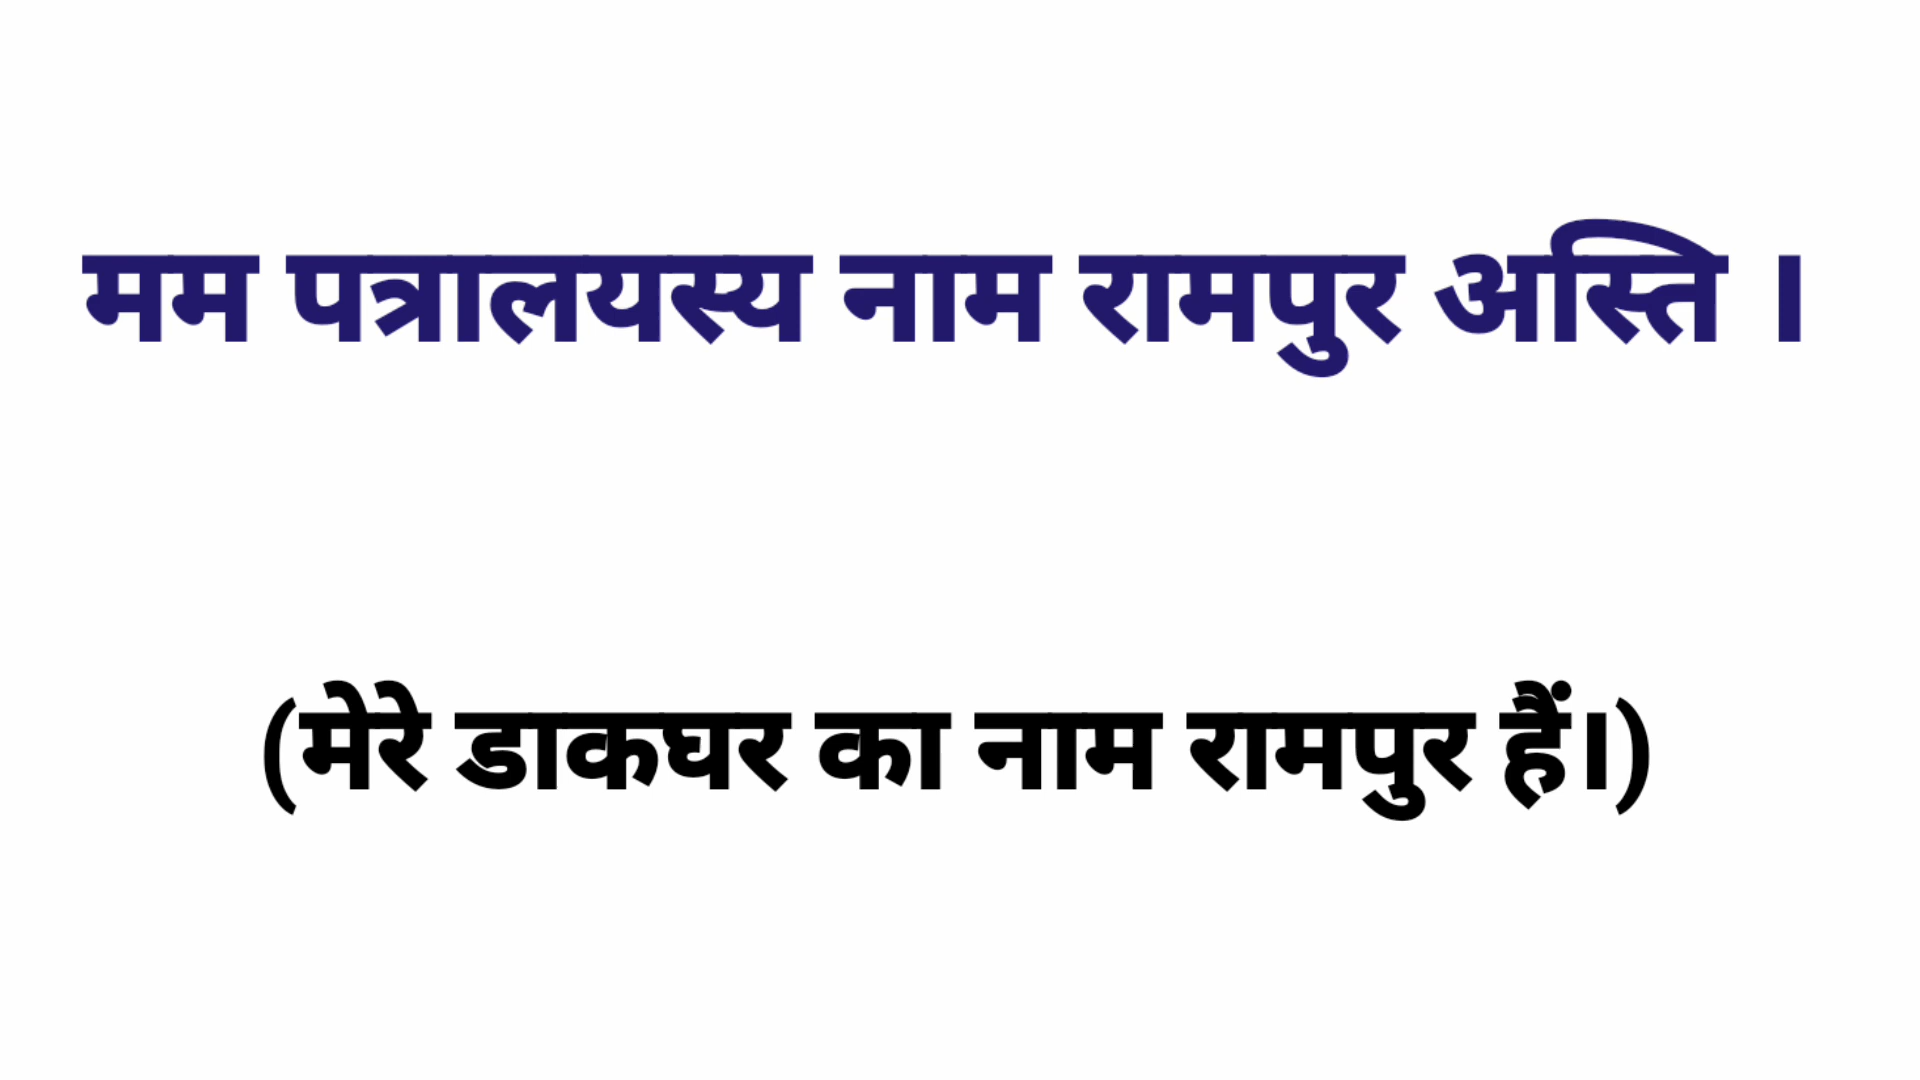 मम पत्रालयस्य नाम रामपुर अस्ति ।
(मेरे डाकघर का नाम रामपुर हैं।)